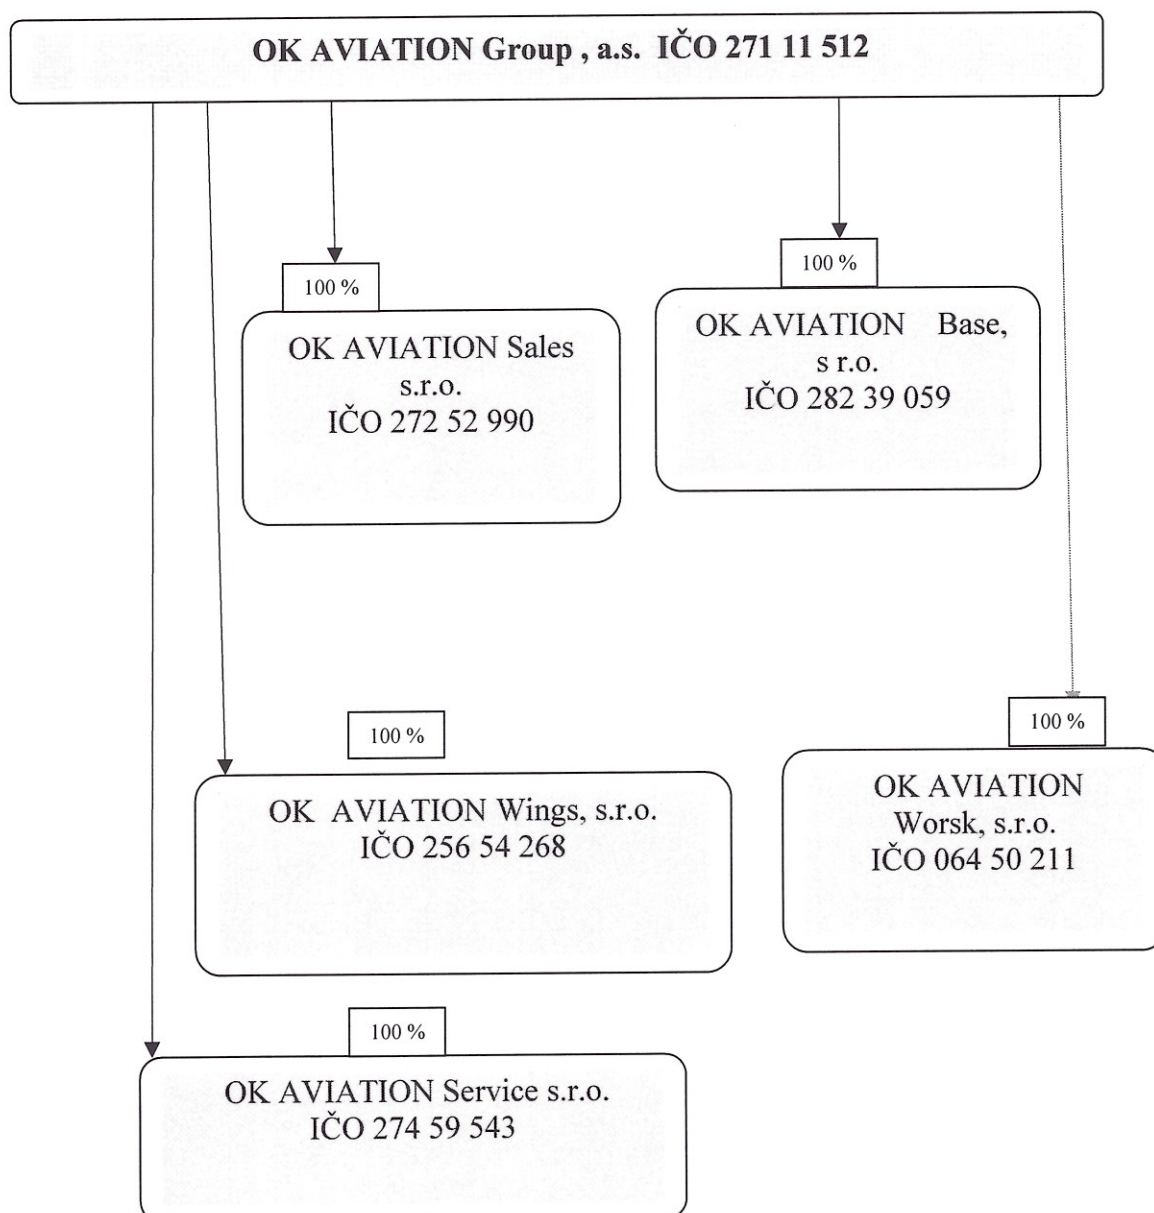 OK AVIATION Group , a.s. IČO 271 11 512
100 %
OK AVIATION Sales
s.r.o.
IČO 272 52 990
100 %
OK AVIATION Base,
s r.o.
IČO 282 39 059
100 %
OK AVIATION Wings, s.r.o.
IČO 256 54 268
100 %
OK AVIATION
Worsk, s.r.o.
IČO 064 50 211
100 %
OK AVIATION Service s.r.o.
IČO 274 59 543